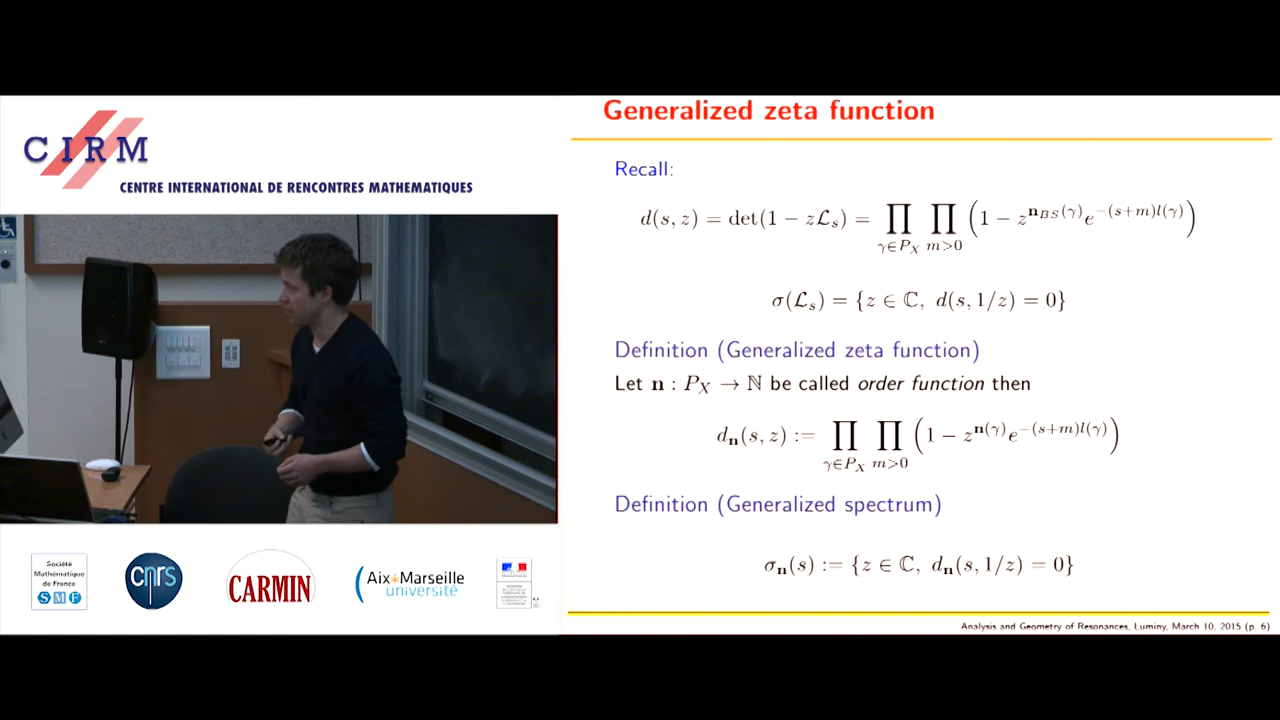 CIRM
CENTRE INTERNATIONAL DE RENCONTRES MATHEMATIQUES
Generalized zeta function
Recall:
d(s, z) = det(1 − zℒ_s) = ∏_{γ∈P_X} ∏_{m>0} (1 − z^{n_{BS}(γ)} e^{−(s+m)l(γ)})
σ(ℒ_s) = {z ∈ ℂ, d(s, 1/z) = 0}
Definition (Generalized zeta function)
Let n : P_X → ℕ be called order function then
d_n(s, z) := ∏_{γ∈P_X} ∏_{m>0} (1 − z^{n(γ)} e^{−(s+m)l(γ)})
Definition (Generalized spectrum)
σ_n(s) := {z ∈ ℂ, d_n(s, 1/z) = 0}
Analysis and Geometry of Resonances, Luminy, March 10, 2015 (p. 6)
Société
Mathématique
de France
SMF
cnrs
CARMIN
Aix*Marseille
université